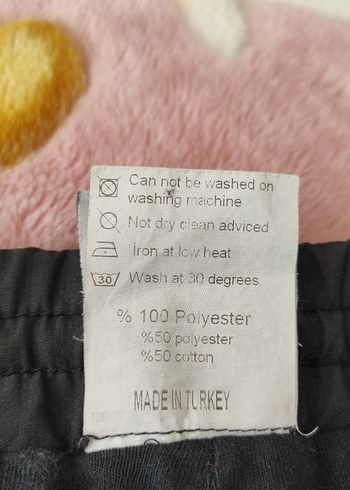 Can not be washed on
washing machine
Not dry clean adviced
Iron at low heat
30 Wash at 30 degrees
% 100 Polyester
%50 polyester
%50 cotton
MADE IN TURKEY